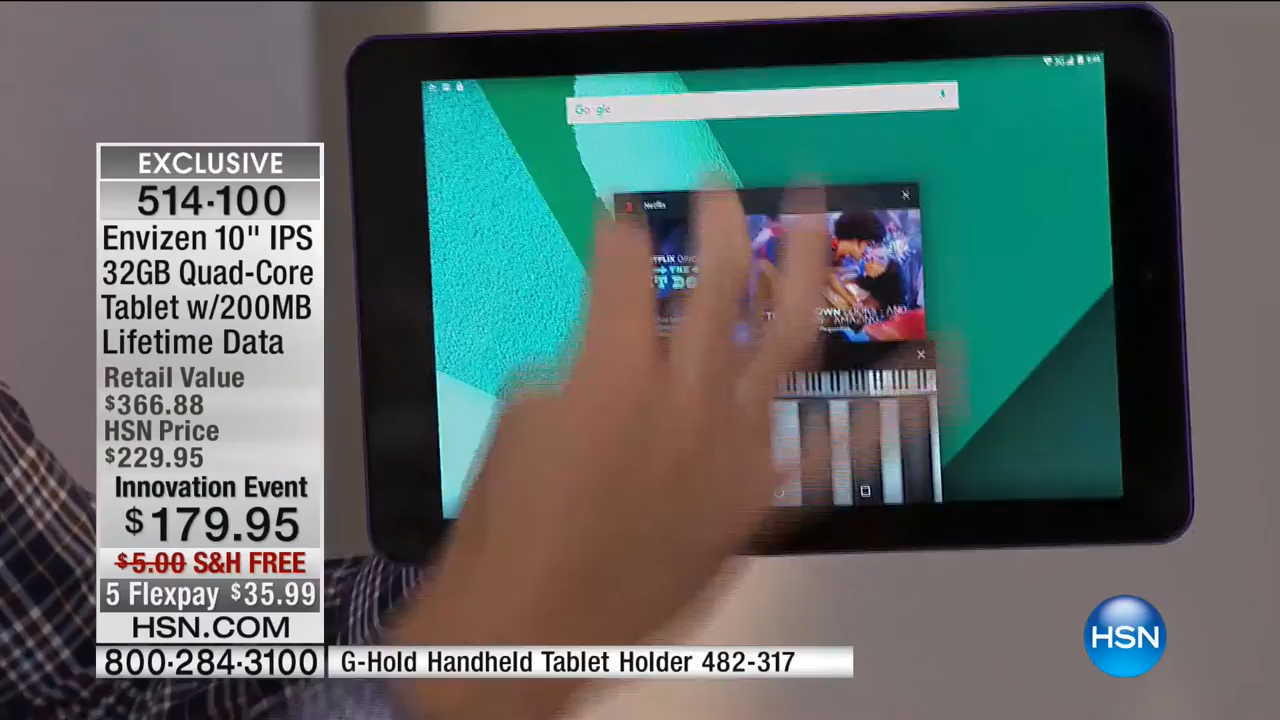 EXCLUSIVE
514·100
Envizen 10" IPS
32GB Quad-Core
Tablet w/200MB
Lifetime Data
Retail Value
$366.88
HSN Price
$229.95
Innovation Event
$179.95
$5.00 S&H FREE
5 Flexpay $35.99
HSN.COM
800·284·3100
G-Hold Handheld Tablet Holder 482-317
HSN
Google
Netflix